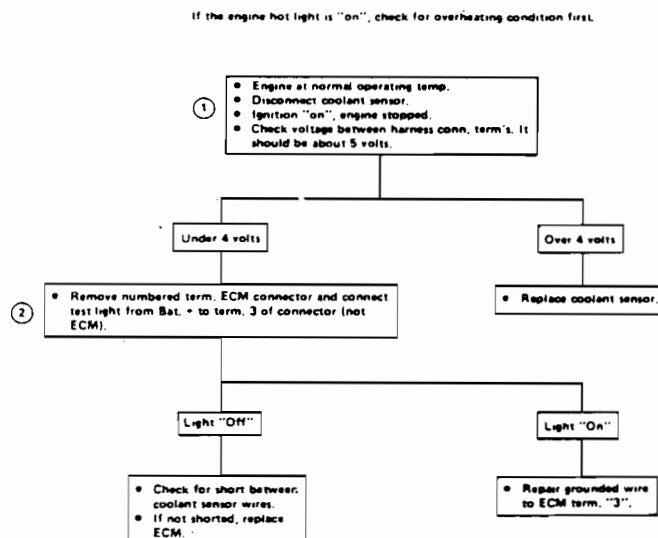 If the engine hot light is "on", check for overheating condition first.
1
• Engine at normal operating temp.
• Disconnect coolant sensor.
• Ignition "on", engine stopped.
• Check voltage between harness conn. term's. It
should be about 5 volts.
Under 4 volts
Over 4 volts
2
• Remove numbered term. ECM connector and connect
test light from Bat. + to term. 3 of connector (not
ECM).
• Replace coolant sensor.
Light "Off"
Light "On"
• Check for short between
coolant sensor wires.
• If not shorted, replace
ECM.
• Repair grounded wire
to ECM term. "3".